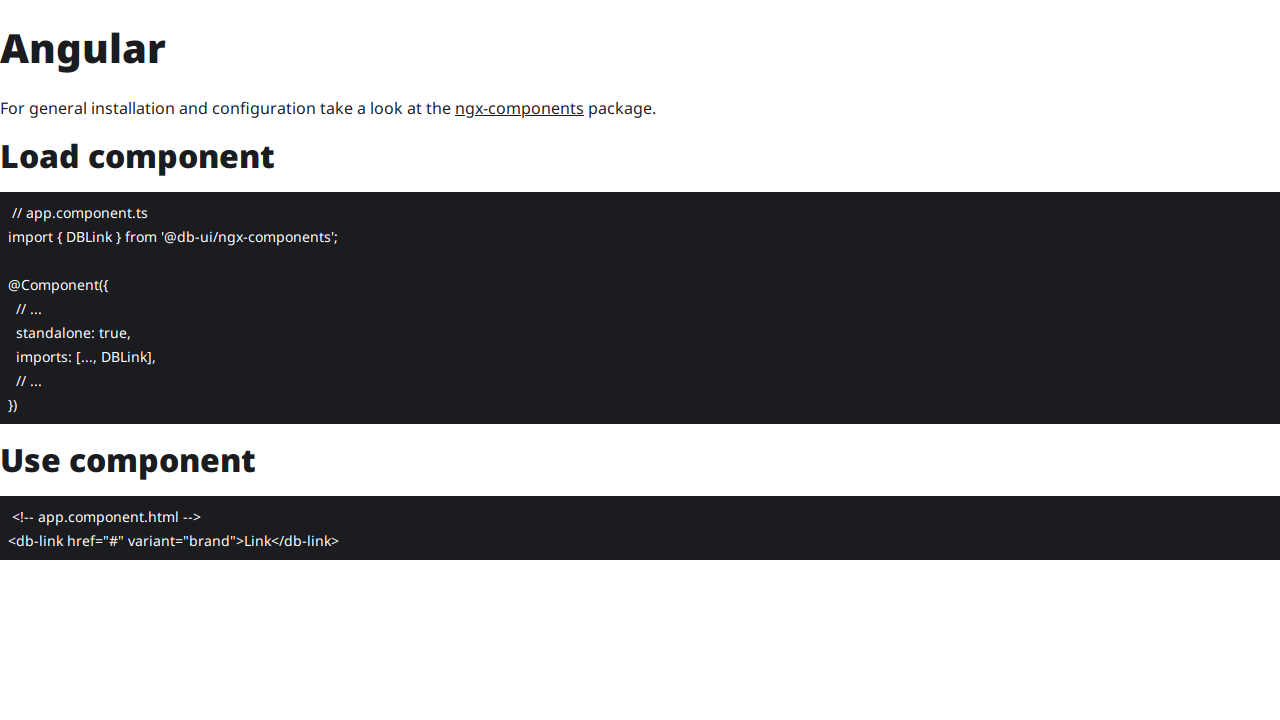 Angular
For general installation and configuration take a look at the ngx-components package.
Load component
// app.component.ts
import { DBLink } from '@db-ui/ngx-components';
@Component({
// ...
standalone: true,
imports: [..., DBLink],
// ...
})
Use component
<!-- app.component.html -->
<db-link href="#" variant="brand">Link</db-link>